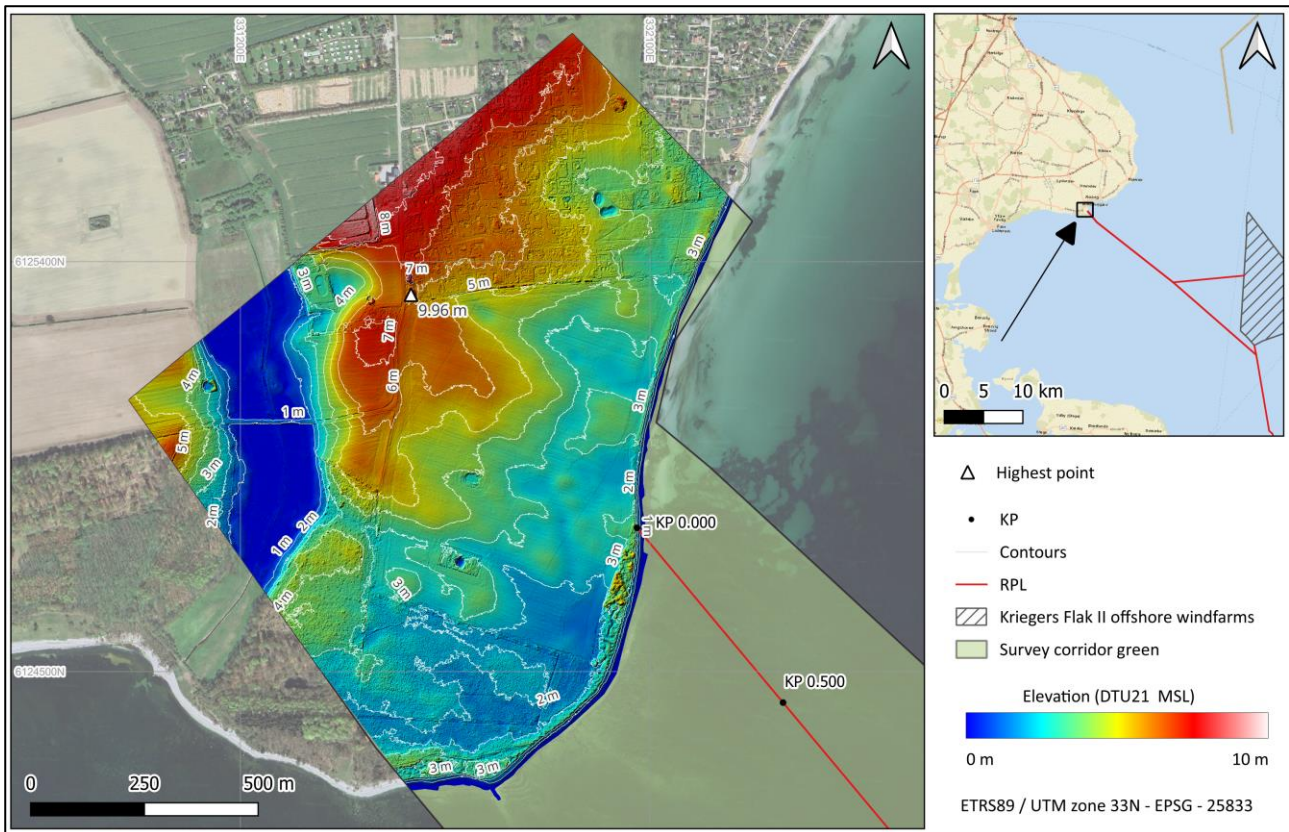 331200E
332100E
6125400N
6124500N
8 m
7 m
3 m
4 m
5 m
9.96 m
7 m
6 m
3 m
4 m
1 m
5 m
3 m
3 m
2 m
2 m
1 m
KP 0.000
2 m
1 m
3 m
3 m
4 m
KP 0.500
2 m
3 m
3 m
0 250 500 m
0 5 10 km
Highest point
KP
Contours
RPL
Kriegers Flak II offshore windfarms
Survey corridor green
Elevation (DTU21 MSL)
0 m 10 m
ETRS89 / UTM zone 33N - EPSG - 25833